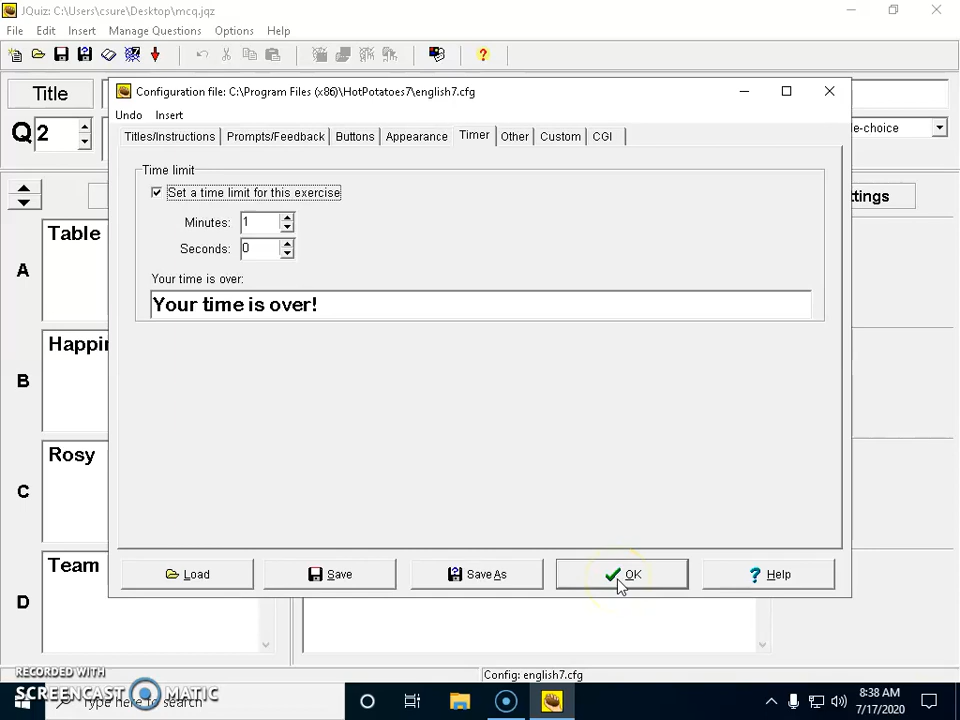 JQuiz: C:\Users\csure\Desktop\mcq.jqz
File Edit Insert Manage Questions Options Help
Title
Configuration file: C:\Program Files (x86)\HotPotatoes7\english7.cfg
Undo Insert
Q 2
le-choice
Titles/Instructions Prompts/Feedback Buttons Appearance Timer Other Custom CGI
Time limit
Set a time limit for this exercise
Minutes: 1
Seconds: 0
Your time is over:
Your time is over!
ttings
A Table
B Happin
C Rosy
D Team
Load Save Save As OK Help
Config: english7.cfg
RECORDED WITH
SCREENCAST MATIC
Type here to search
8:38 AM
7/17/2020